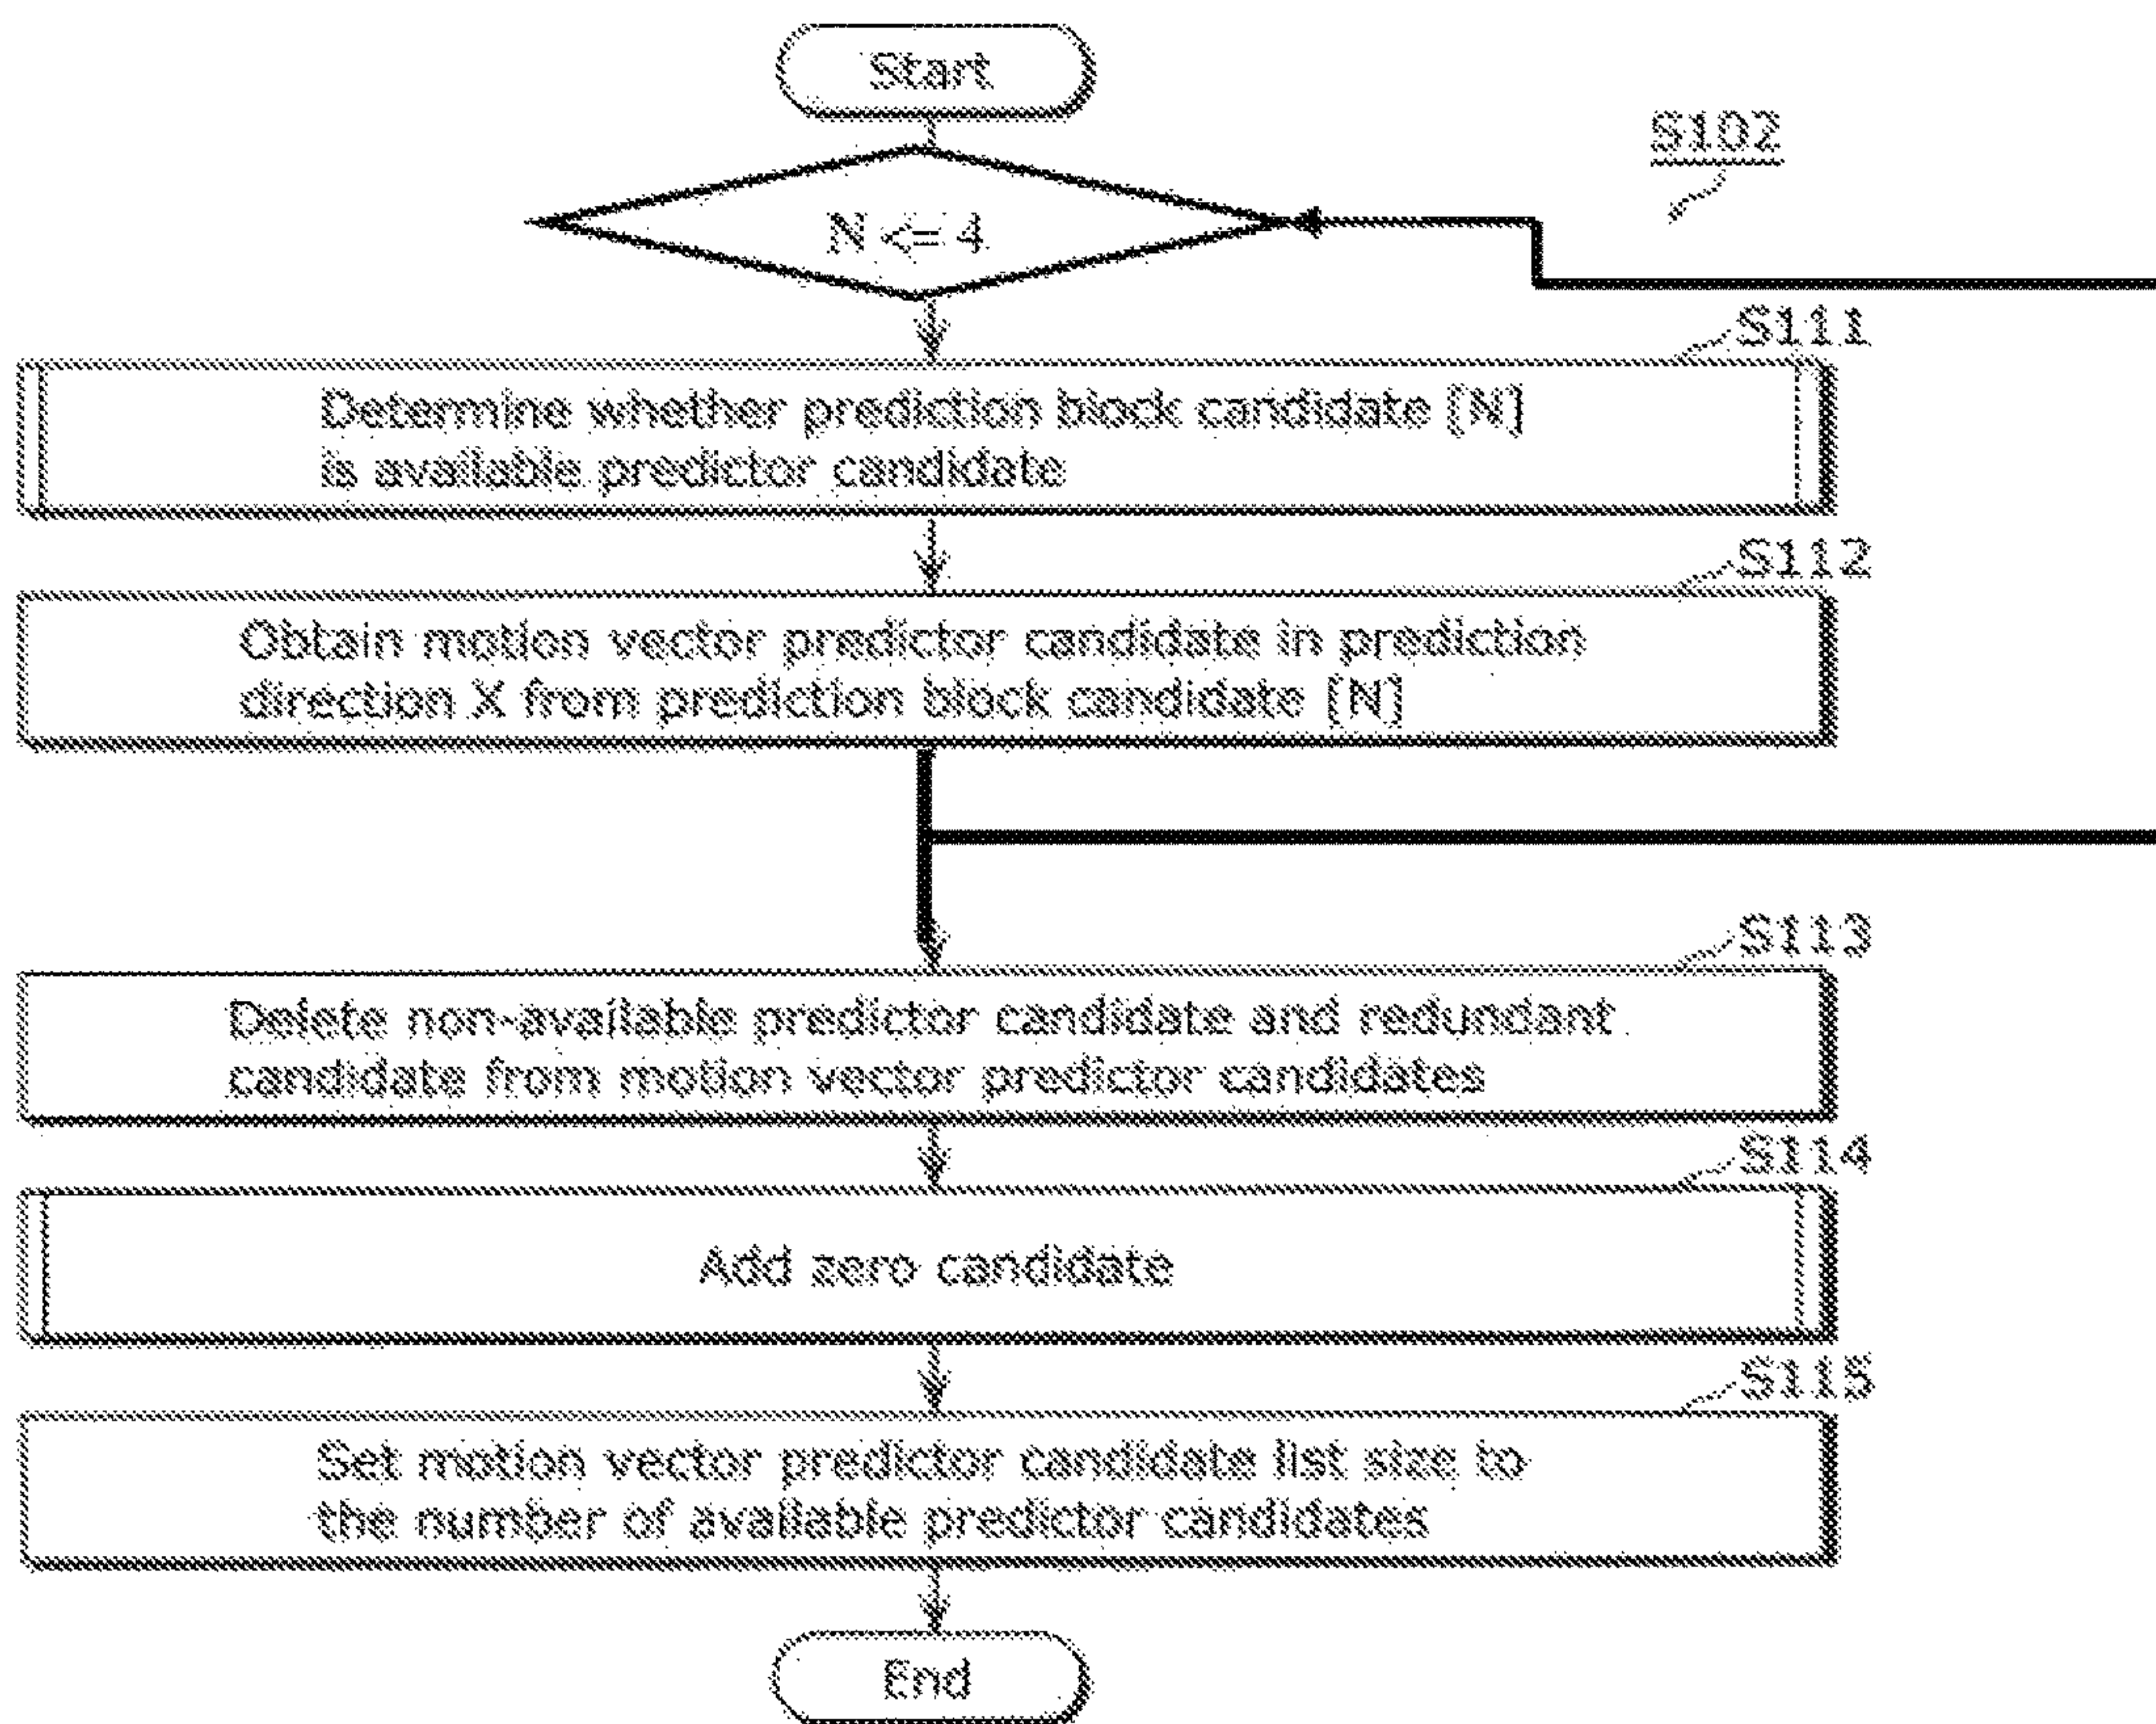 Start
S102
N <= 4
S111
Determine whether prediction block candidate [N]
is available predictor candidate
S112
Obtain motion vector predictor candidate in prediction
direction X from prediction block candidate [N]
S113
Delete non-available predictor candidate and redundant
candidate from motion vector predictor candidates
S114
Add zero candidate
S115
Set motion vector predictor candidate list size to
the number of available predictor candidates
End